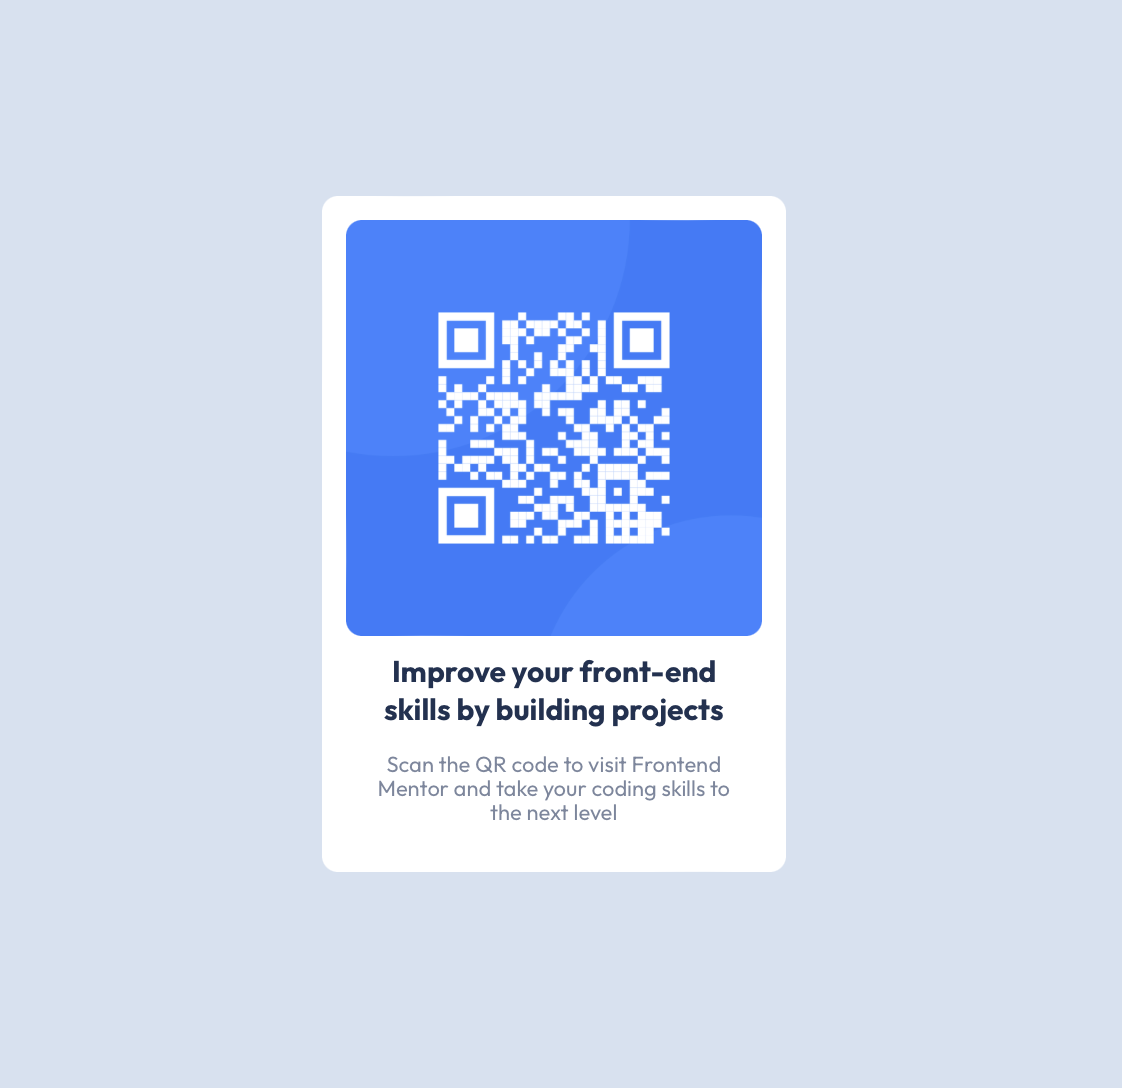 Improve your front-end
skills by building projects
Scan the QR code to visit Frontend
Mentor and take your coding skills to
the next level